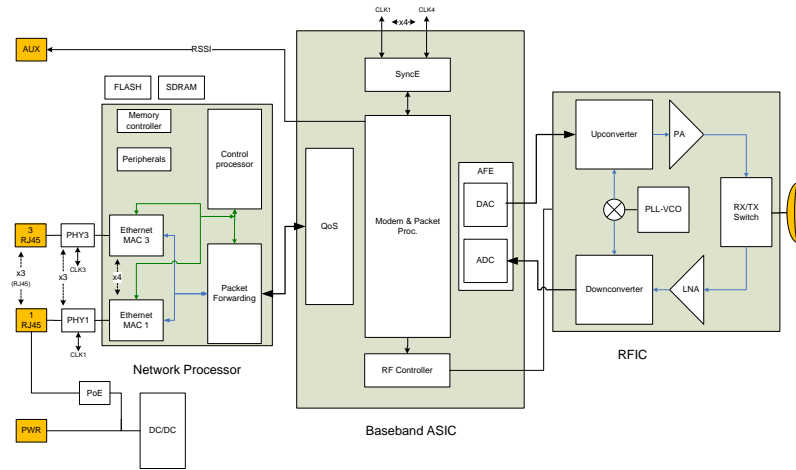 CLK1
x4
CLK4
AUX
RSSI
SyncE
FLASH
SDRAM
Memory
controller
Peripherals
Control
processor
Upconverter
PA
AFE
DAC
ADC
QoS
Modem & Packet
Proc.
PLL-VCO
RX/TX
Switch
3
RJ45
PHY3
Ethernet
MAC 3
CLK3
x3
(RJ45)
x3
x4
Packet
Forwarding
Downconverter
LNA
1
RJ45
PHY1
Ethernet
MAC 1
CLK1
RF Controller
RFIC
Network Processor
PoE
PWR
DC/DC
Baseband ASIC